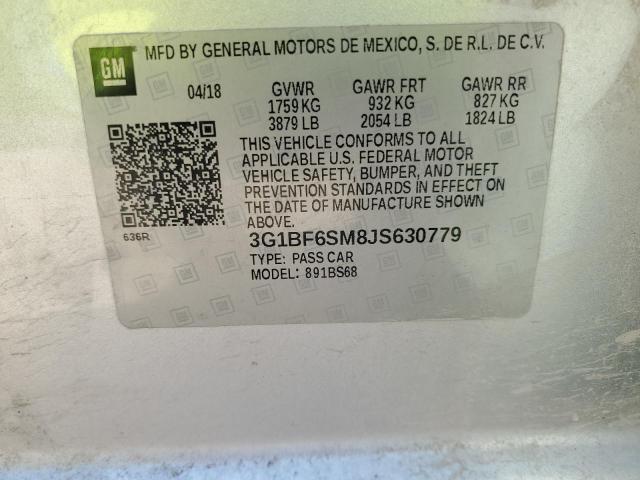 GM
MFD BY GENERAL MOTORS DE MEXICO, S. DE R.L. DE C.V.
04/18 GVWR GAWR FRT GAWR RR
1759 KG 932 KG 827 KG
3879 LB 2054 LB 1824 LB
THIS VEHICLE CONFORMS TO ALL
APPLICABLE U.S. FEDERAL MOTOR
VEHICLE SAFETY, BUMPER, AND THEFT
PREVENTION STANDARDS IN EFFECT ON
THE DATE OF MANUFACTURE SHOWN
ABOVE.
636R
3G1BF6SM8JS630779
TYPE: PASS CAR
MODEL: 891BS68